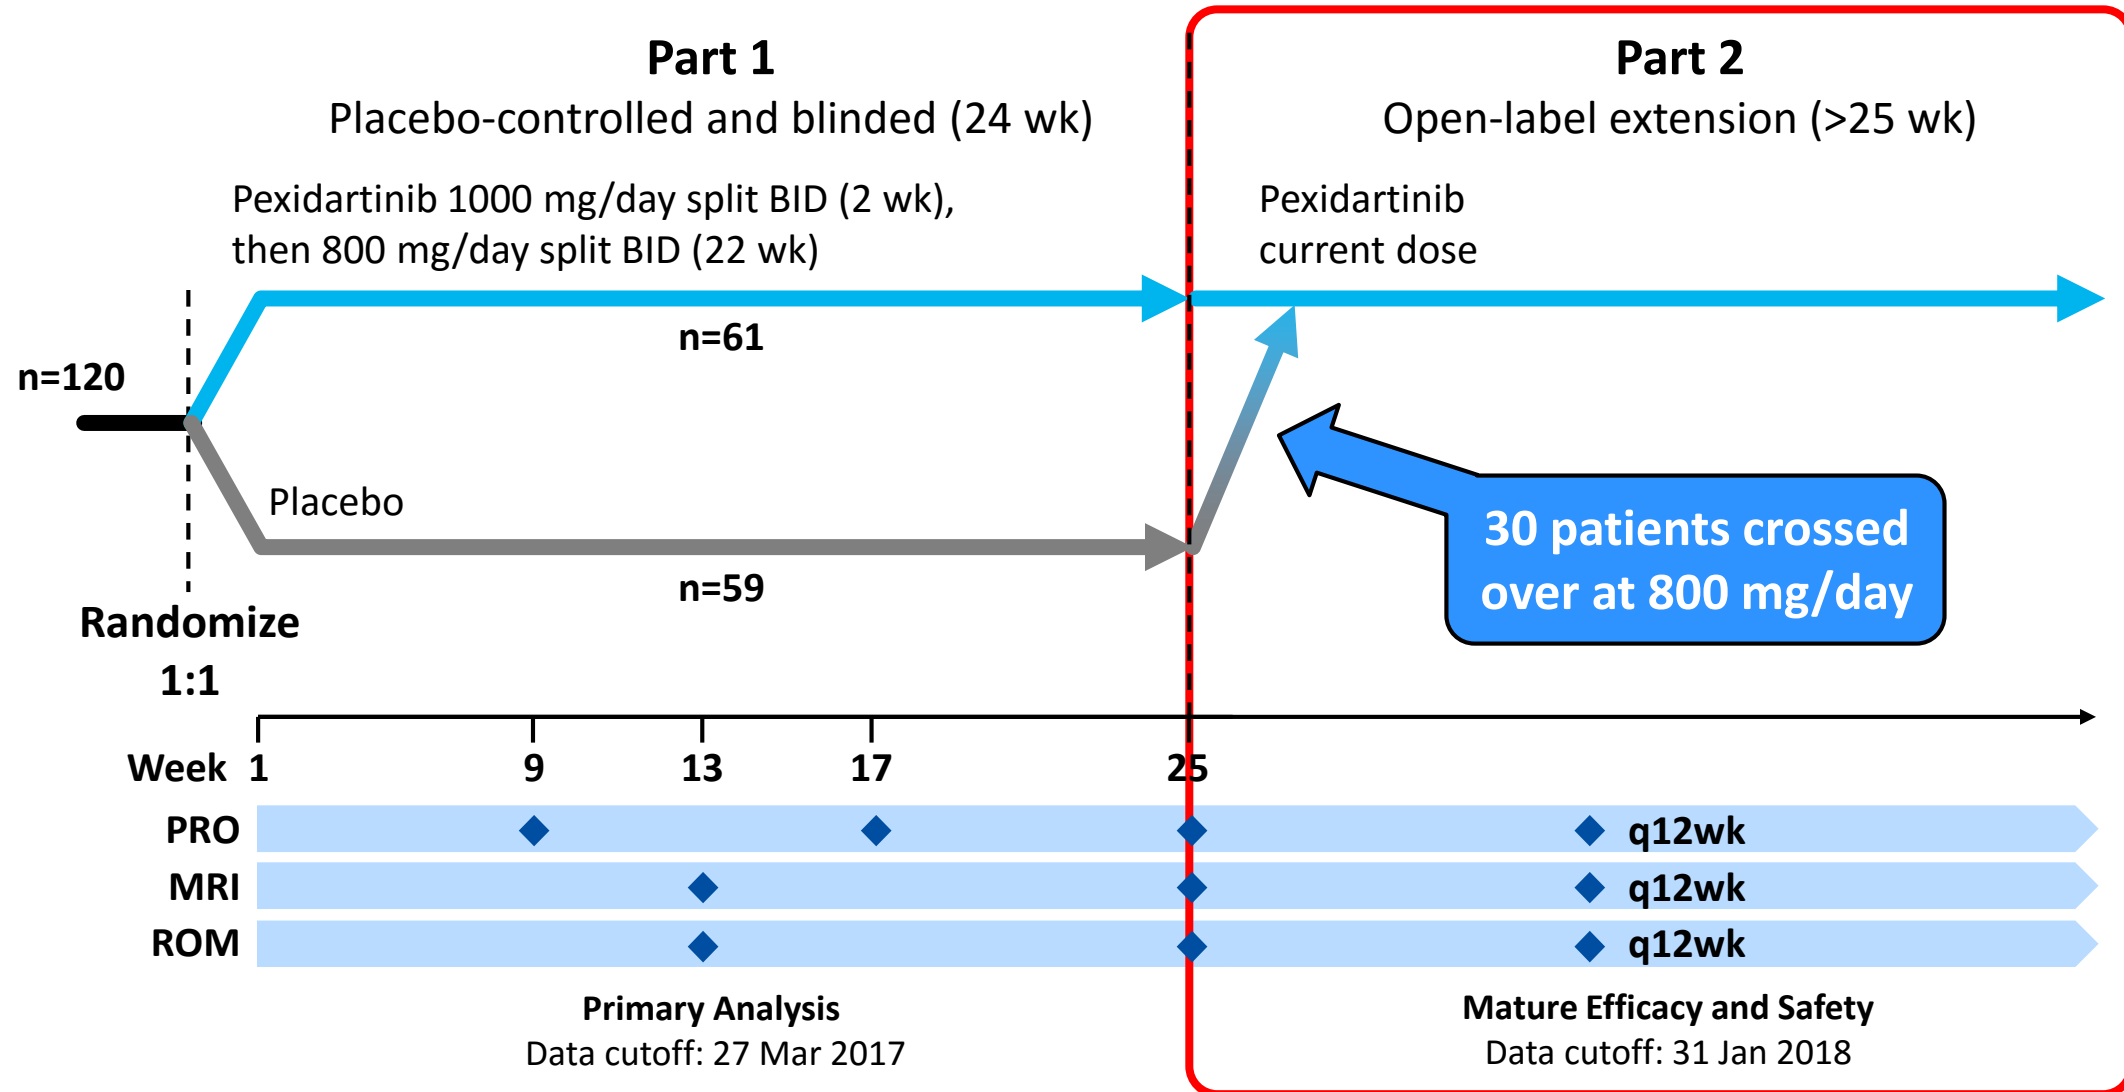 Part 1
Placebo-controlled and blinded (24 wk)
Pexidartinib 1000 mg/day split BID (2 wk),
then 800 mg/day split BID (22 wk)
n=61
n=120
Placebo
n=59
Randomize
1:1
Part 2
Open-label extension (>25 wk)
Pexidartinib
current dose
30 patients crossed
over at 800 mg/day
Week 1 9 13 17 25
PRO q12wk
MRI q12wk
ROM q12wk
Primary Analysis
Data cutoff: 27 Mar 2017
Mature Efficacy and Safety
Data cutoff: 31 Jan 2018